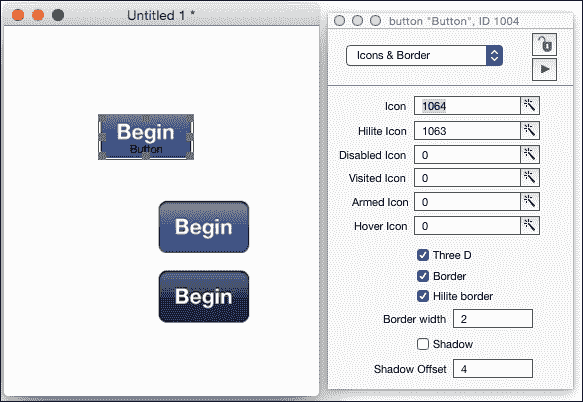 Untitled 1 *
Begin
Button
Begin
Begin
button "Button", ID 1004
Icons & Border
Icon 1064
Hilite Icon 1063
Disabled Icon 0
Visited Icon 0
Armed Icon 0
Hover Icon 0
Three D
Border
Hilite border
Border width 2
Shadow
Shadow Offset 4